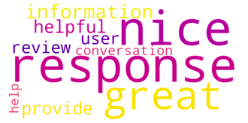 information nice
helpful
review user
conversation
response
help
provide great